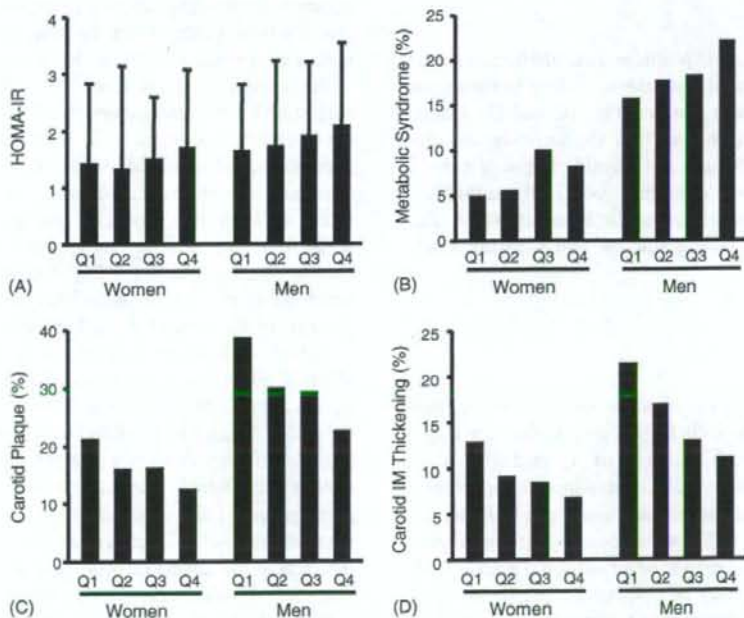 HOMA-IR
4
3
2
1
0
Q1 Q2 Q3 Q4 Q1 Q2 Q3 Q4
Women Men
(A)
Metabolic Syndrome (%)
25
20
15
10
5
0
Q1 Q2 Q3 Q4 Q1 Q2 Q3 Q4
Women Men
(B)
Carotid Plaque (%)
40
30
20
10
0
Q1 Q2 Q3 Q4 Q1 Q2 Q3 Q4
Women Men
(C)
Carotid IM Thickening (%)
25
20
15
10
5
0
Q1 Q2 Q3 Q4 Q1 Q2 Q3 Q4
Women Men
(D)